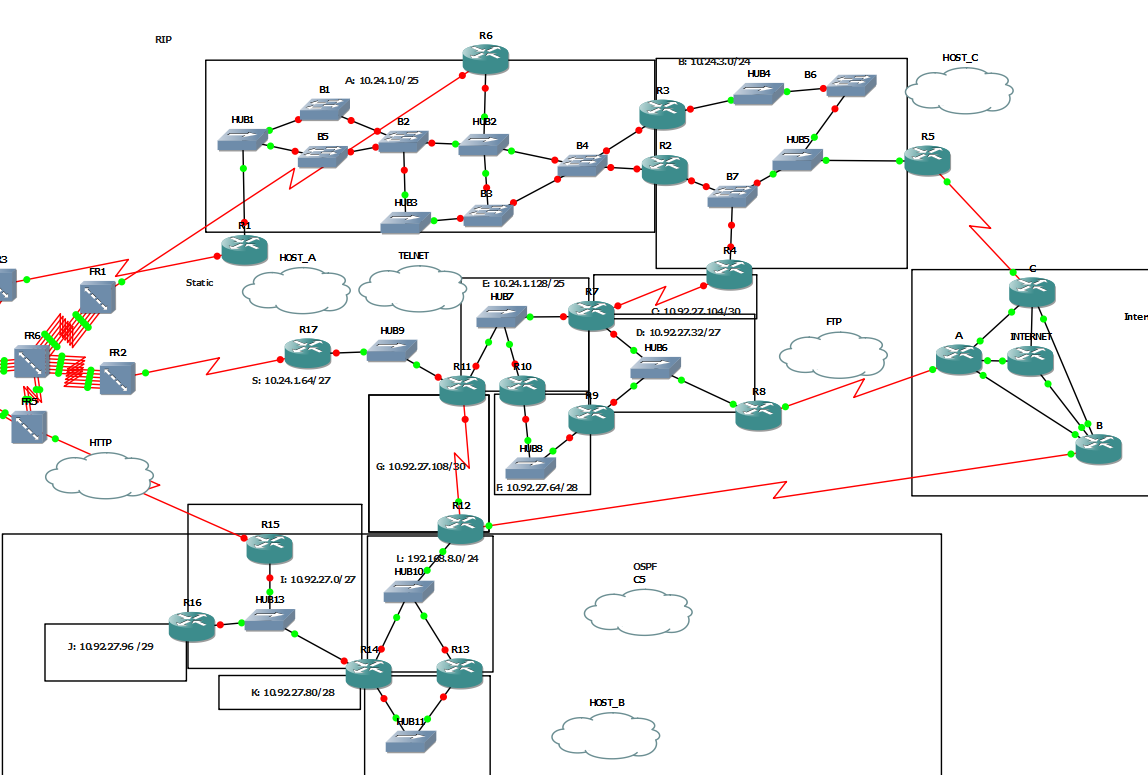 RIP
R6
B: 10.24.3.0/24
HOST_C
A: 10.24.1.0/25
HUB4
B6
B1
R3
HUB1
B5
B2
HUB2
HUB5
R5
B4
R2
B7
HUB3
B3
R1
R4
HOST_A
TELNET
R3
FR1
Static
E: 10.24.1.128/25
HUB7
R7
C: 10.92.27.104/30
C
Inter
FTP
D: 10.92.27.32/27
FR6
R17
HUB9
HUB6
A
INTERNET
FR2
S: 10.24.1.64/27
R11
R10
R9
R8
FR5
B
HTTP
HUB8
G: 10.92.27.108/30
F: 10.92.27.64/28
R12
R15
L: 192.168.8.0/24
HUB10
I: 10.92.27.0/27
OSPF
C5
R16
HUB13
J: 10.92.27.96 /29
R14
R13
K: 10.92.27.80/28
HUB11
HOST_B